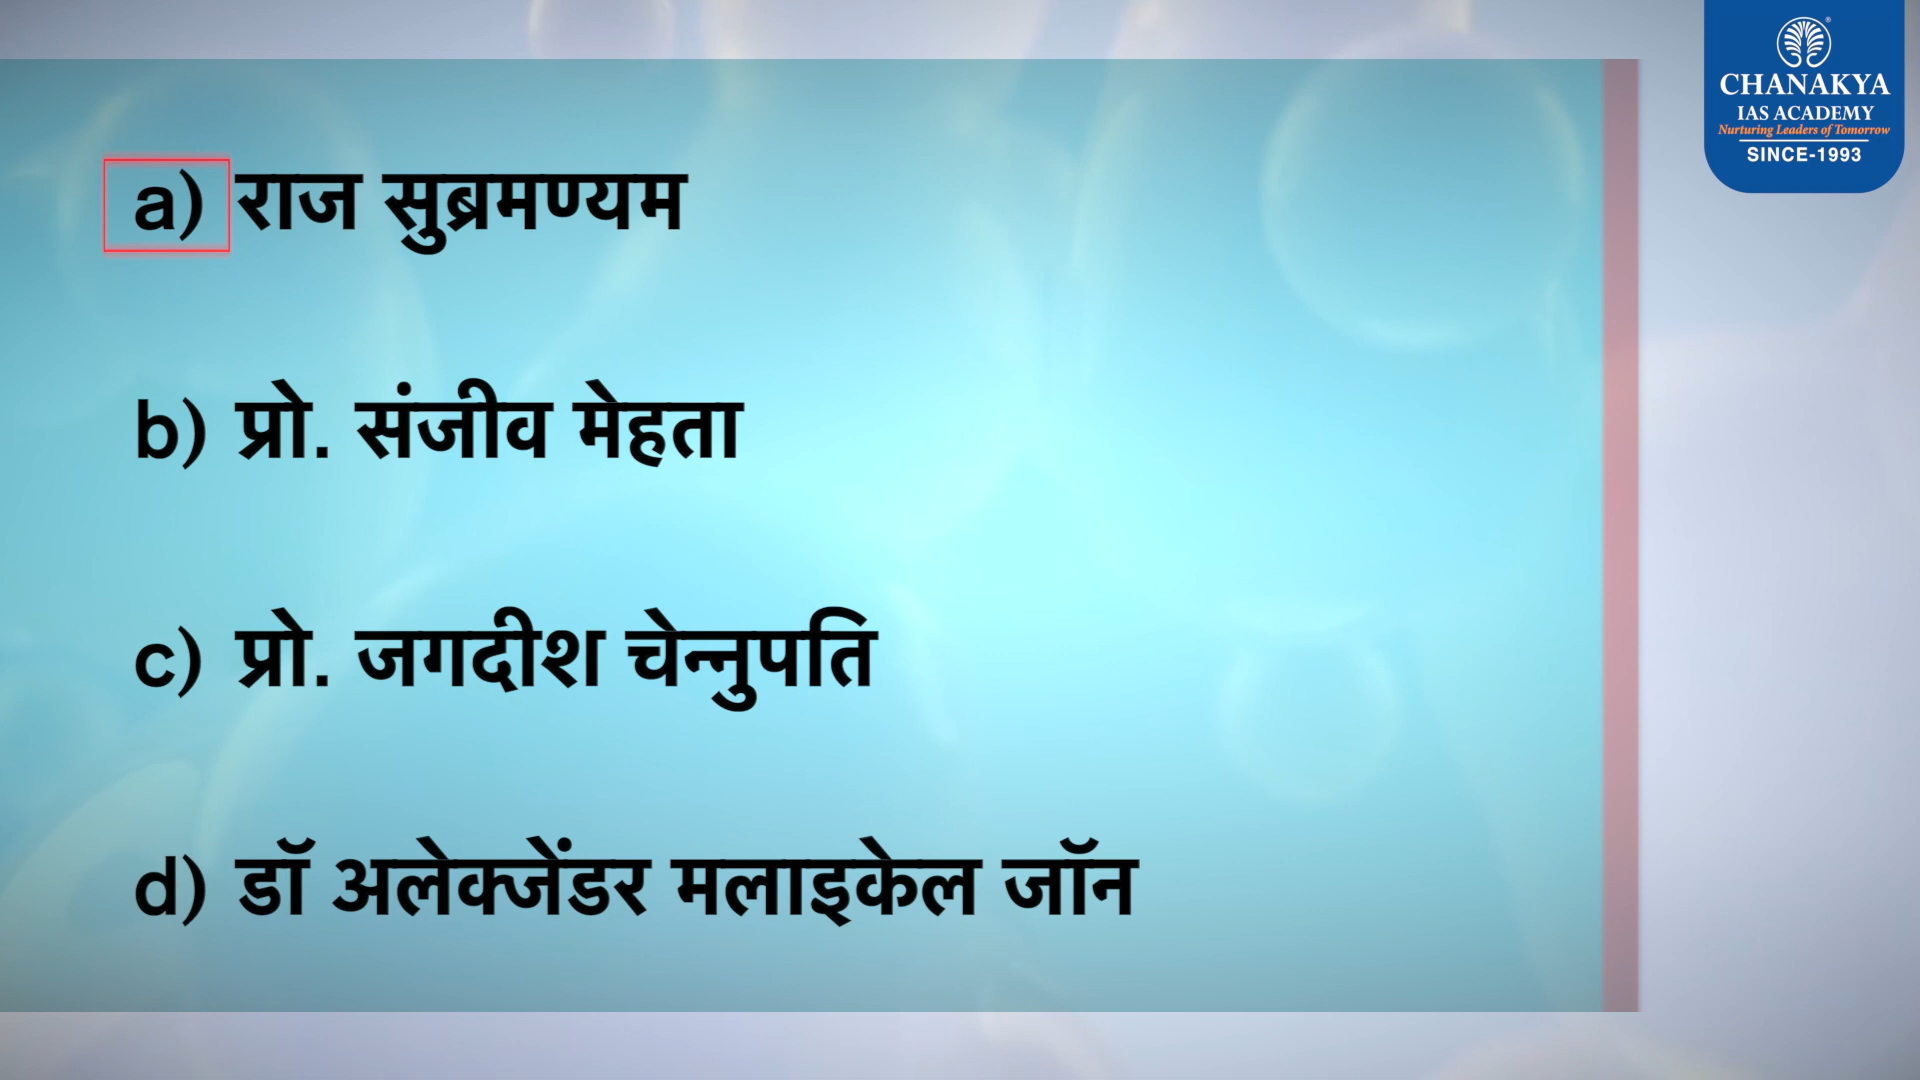 a) राज सुब्रमण्यम
b) प्रो. संजीव मेहता
c) प्रो. जगदीश चेन्नुपति
d) डॉ अलेक्जेंडर मलाइकेल जॉन
CHANAKYA
IAS ACADEMY
Nurturing Leaders of Tomorrow
SINCE-1993